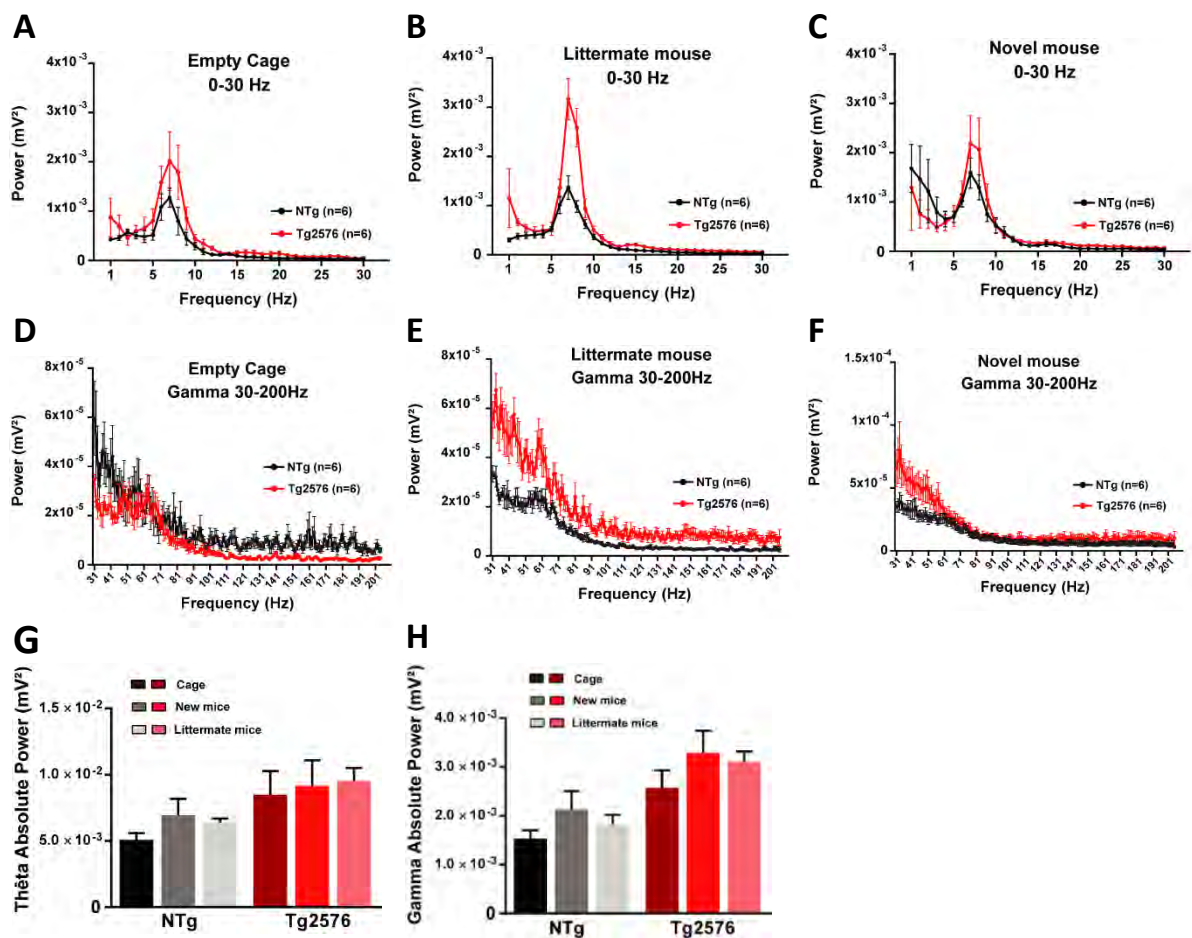 A
Empty Cage
0-30 Hz
Power (mV²)
4x10⁻³
3x10⁻³
2x10⁻³
1x10⁻³
0
NTg (n=6)
Tg2576 (n=6)
1 5 10 15 20 25 30
Frequency (Hz)
B
Littermate mouse
0-30 Hz
Power (mV²)
4x10⁻³
3x10⁻³
2x10⁻³
1x10⁻³
0
NTg (n=6)
Tg2576 (n=6)
1 5 10 15 20 25 30
Frequency (Hz)
C
Novel mouse
0-30 Hz
Power (mV²)
4x10⁻³
3x10⁻³
2x10⁻³
1x10⁻³
0
NTg (n=6)
Tg2576 (n=6)
1 5 10 15 20 25 30
Frequency (Hz)
D
Empty Cage
Gamma 30-200Hz
Power (mV²)
8x10⁻⁵
6x10⁻⁵
4x10⁻⁵
2x10⁻⁵
0
NTg (n=6)
Tg2576 (n=6)
31 41 51 61 71 81 91 101 111 121 131 141 151 161 171 181 191 201
Frequency (Hz)
E
Littermate mouse
Gamma 30-200Hz
Power (mV²)
8x10⁻⁵
6x10⁻⁵
4x10⁻⁵
2x10⁻⁵
0
NTg (n=6)
Tg2576 (n=6)
31 41 51 61 71 81 91 101 111 121 131 141 151 161 171 181 191 201
Frequency (Hz)
F
Novel mouse
Gamma 30-200Hz
Power (mV²)
1.5x10⁻⁴
1x10⁻⁴
5x10⁻⁵
0
NTg (n=6)
Tg2576 (n=6)
31 41 51 61 71 81 91 101 111 121 131 141 151 161 171 181 191 201
Frequency (Hz)
G
Thêta Absolute Power (mV²)
1.5 × 10⁻²
1.0 × 10⁻²
5.0 × 10⁻³
0
Cage
New mice
Littermate mice
NTg Tg2576
H
Gamma Absolute Power (mV²)
4.0 × 10⁻³
3.0 × 10⁻³
2.0 × 10⁻³
1.0 × 10⁻³
0
Cage
New mice
Littermate mice
NTg Tg2576